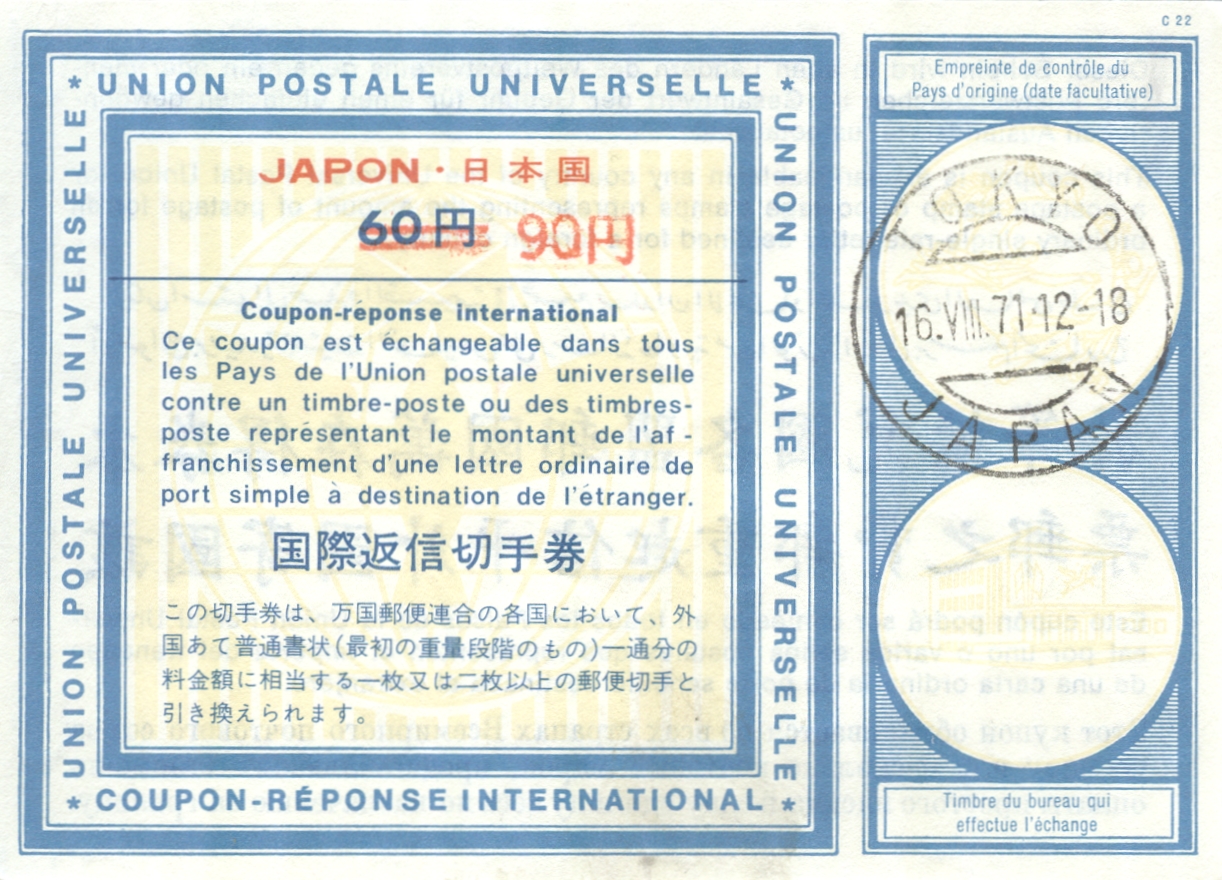 C 22
* UNION POSTALE UNIVERSELLE *
UNION POSTALE UNIVERSELLE
UNION POSTALE UNIVERSELLE
JAPON・日本国
60円 90円
Coupon-réponse international
Ce coupon est échangeable dans tous
les Pays de l'Union postale universelle
contre un timbre-poste ou des timbres-
poste représentant le montant de l'af-
franchissement d'une lettre ordinaire de
port simple à destination de l'étranger.
国際返信切手券
この切手券は、万国郵便連合の各国において、外
国あて普通書状(最初の重量段階のもの)一通分の
料金額に相当する一枚又は二枚以上の郵便切手と
引き換えられます。
* COUPON-RÉPONSE INTERNATIONAL *
Empreinte de contrôle du
Pays d'origine (date facultative)
16.VIII.71.12-18
JAPAN
Timbre du bureau qui
effectue l'échange